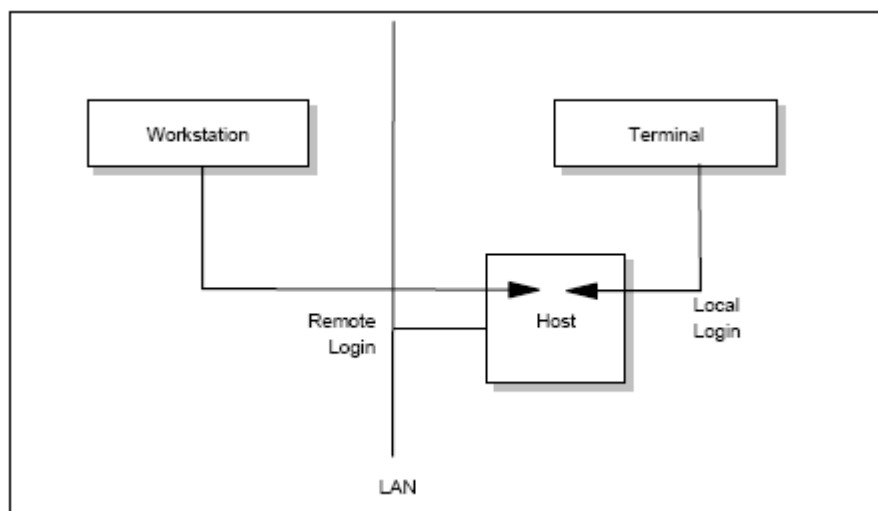 Workstation
Terminal
Remote
Login
Host
Local
Login
LAN